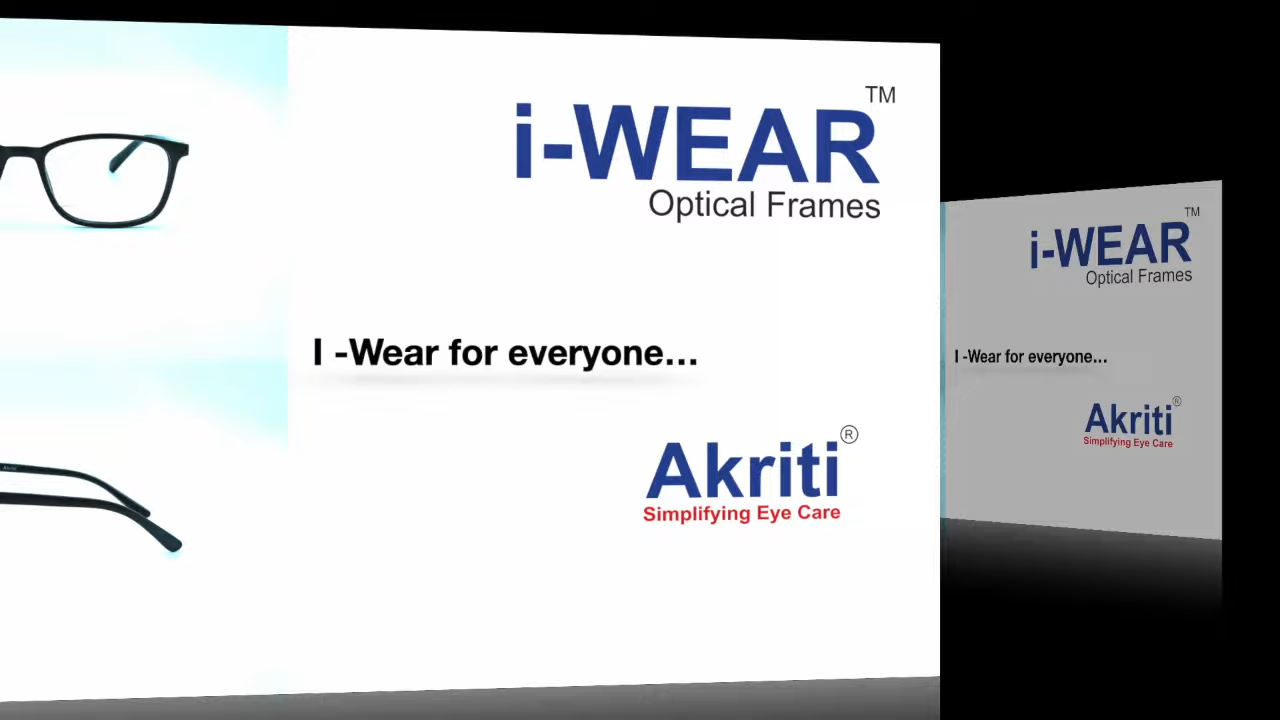 i-WEAR™
Optical Frames
I -Wear for everyone...
Akriti®
Simplifying Eye Care
i-WEAR™
Optical Frames
I -Wear for everyone...
Akriti®
Simplifying Eye Care